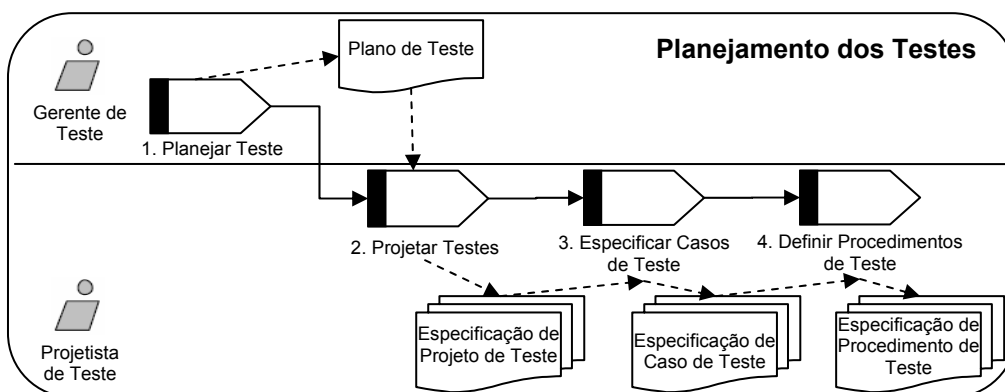 Planejamento dos Testes
Plano de Teste
Gerente de
Teste
1. Planejar Teste
2. Projetar Testes
3. Especificar Casos
de Teste
4. Definir Procedimentos
de Teste
Projetista
de Teste
Especificação de
Projeto de Teste
Especificação de
Caso de Teste
Especificação de
Procedimento de
Teste